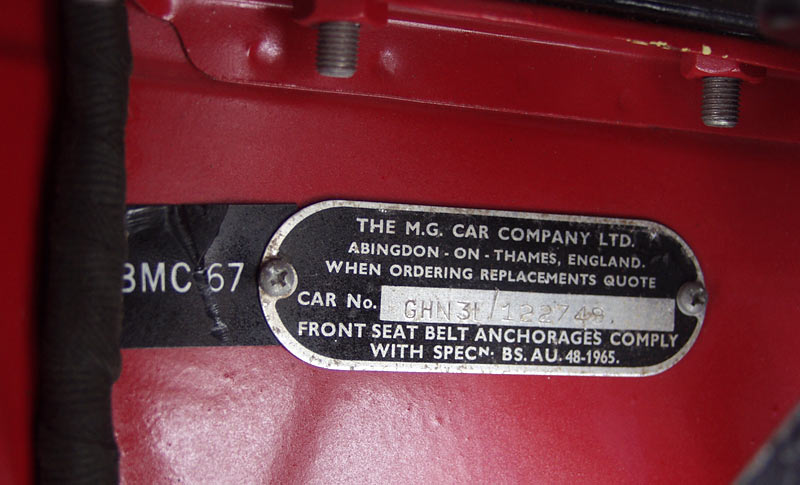 BMC 67
THE M.G. CAR COMPANY LTD.
ABINGDON - ON - THAMES, ENGLAND.
WHEN ORDERING REPLACEMENTS QUOTE
CAR No. GHN3L/122748.
FRONT SEAT BELT ANCHORAGES COMPLY
WITH SPECN. BS. AU. 48-1965.